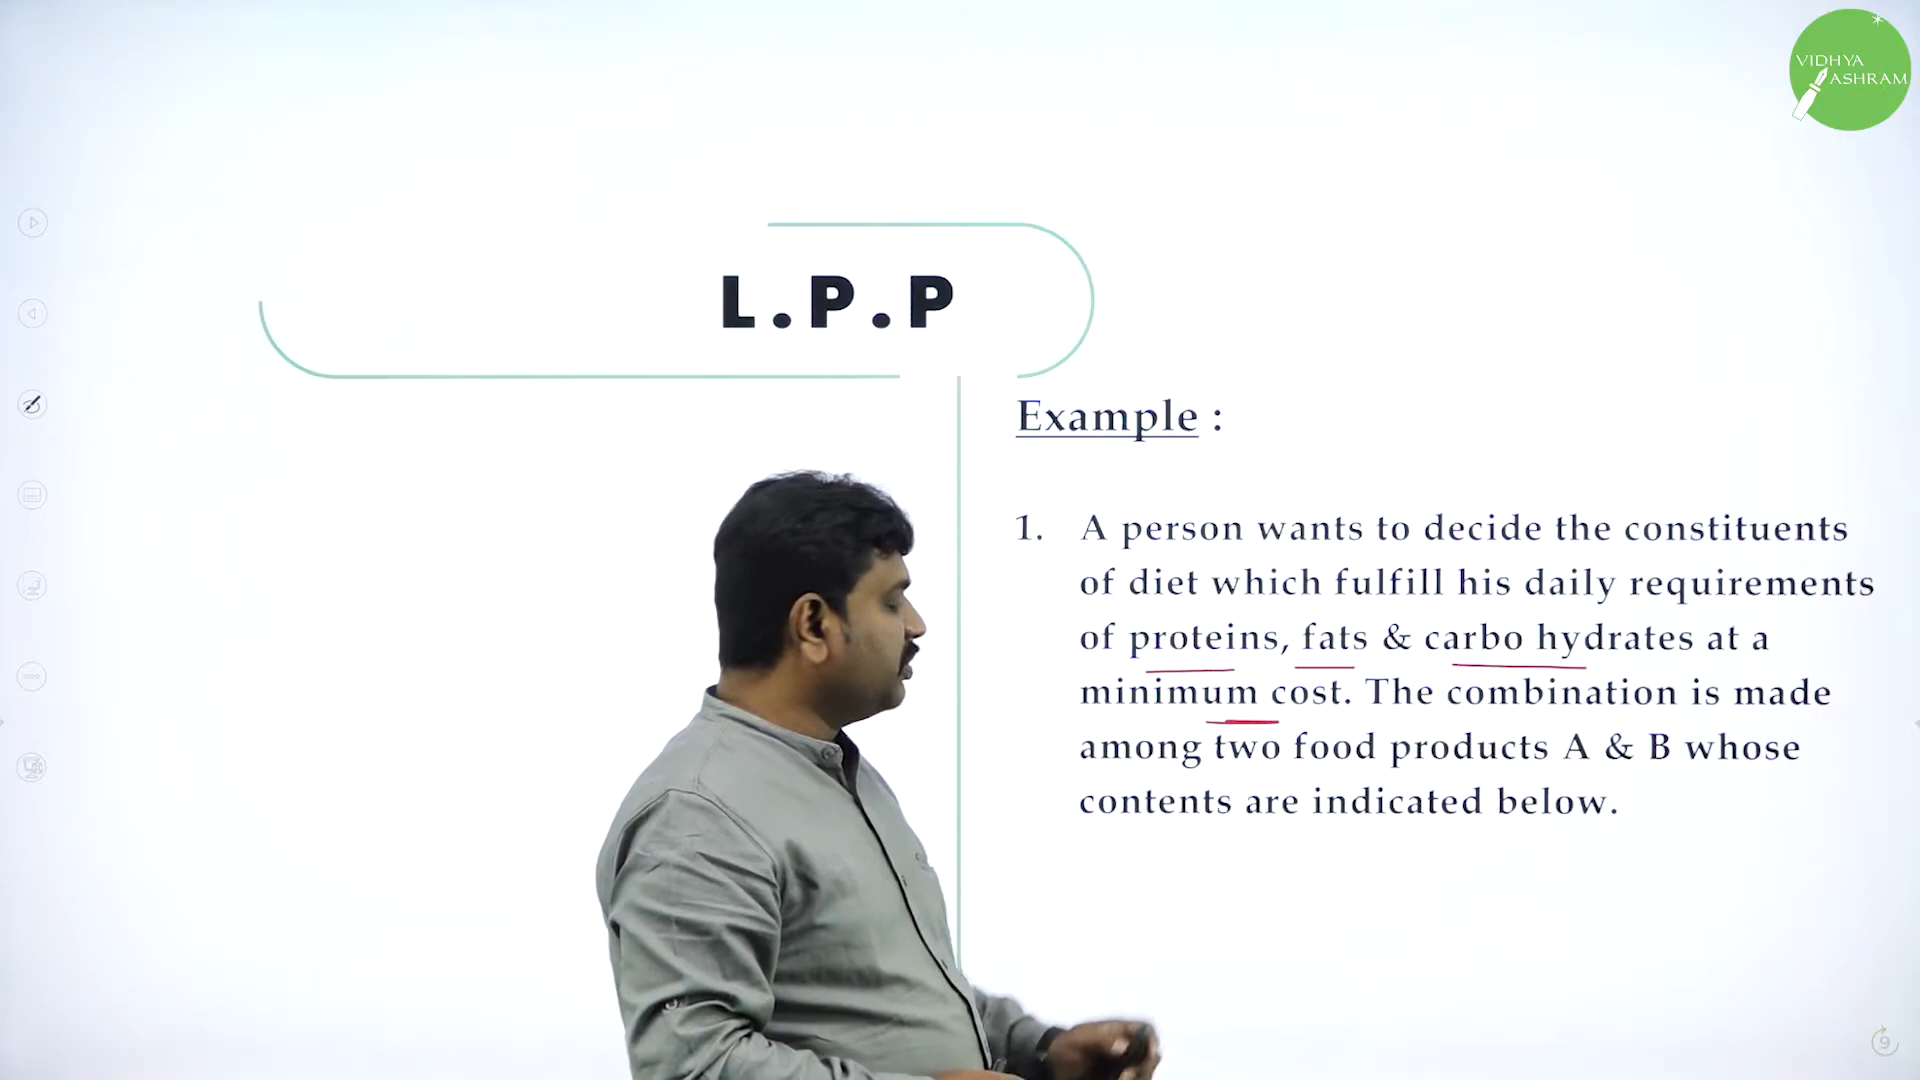 VIDHYA
ASHRAM
L.P.P
Example :
1. A person wants to decide the constituents
of diet which fulfill his daily requirements
of proteins, fats & carbo hydrates at a
minimum cost. The combination is made
among two food products A & B whose
contents are indicated below.
9